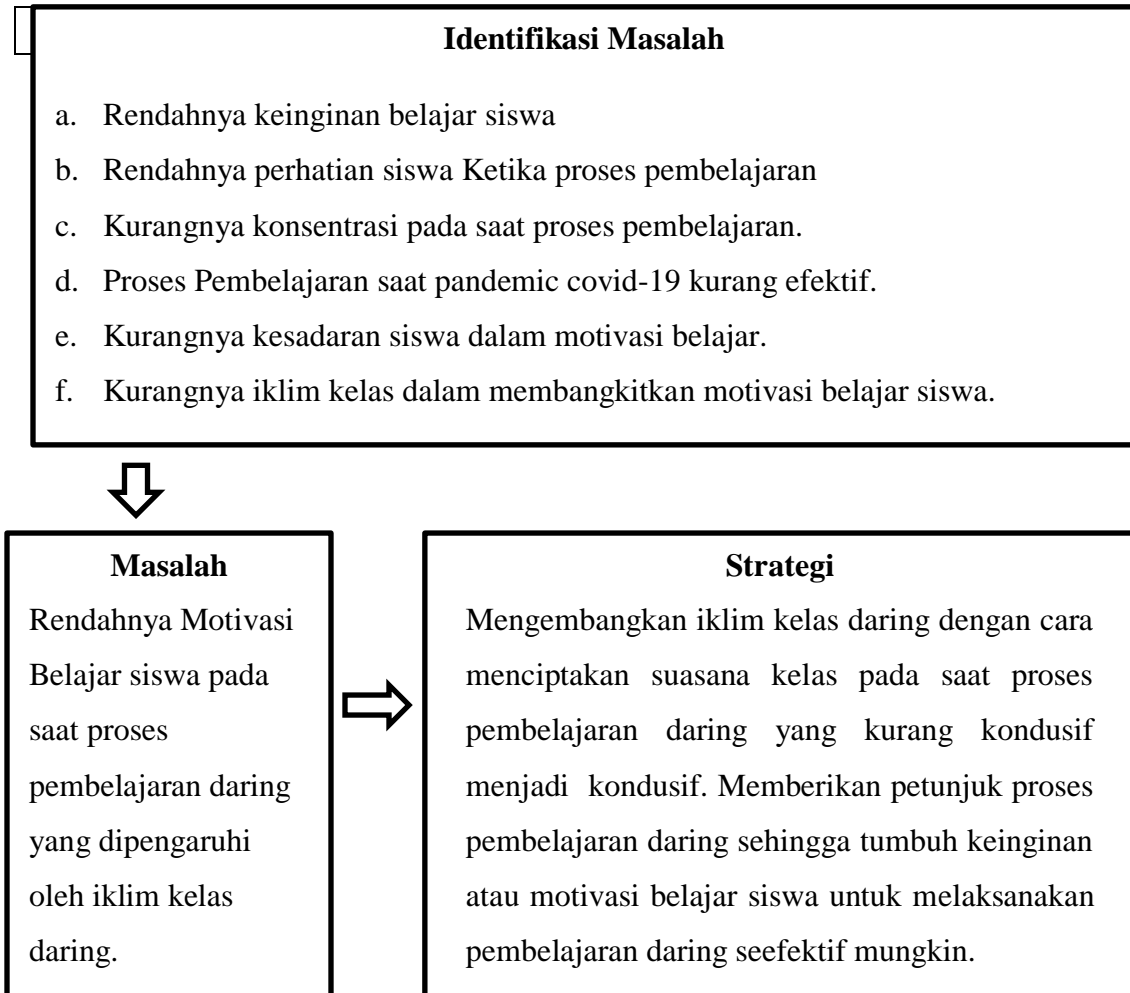 Identifikasi Masalah
a. Rendahnya keinginan belajar siswa
b. Rendahnya perhatian siswa Ketika proses pembelajaran
c. Kurangnya konsentrasi pada saat proses pembelajaran.
d. Proses Pembelajaran saat pandemic covid-19 kurang efektif.
e. Kurangnya kesadaran siswa dalam motivasi belajar.
f. Kurangnya iklim kelas dalam membangkitkan motivasi belajar siswa.
Masalah
Rendahnya Motivasi
Belajar siswa pada
saat proses
pembelajaran daring
yang dipengaruhi
oleh iklim kelas
daring.
Strategi
Mengembangkan iklim kelas daring dengan cara
menciptakan suasana kelas pada saat proses
pembelajaran daring yang kurang kondusif
menjadi kondusif. Memberikan petunjuk proses
pembelajaran daring sehingga tumbuh keinginan
atau motivasi belajar siswa untuk melaksanakan
pembelajaran daring seefektif mungkin.